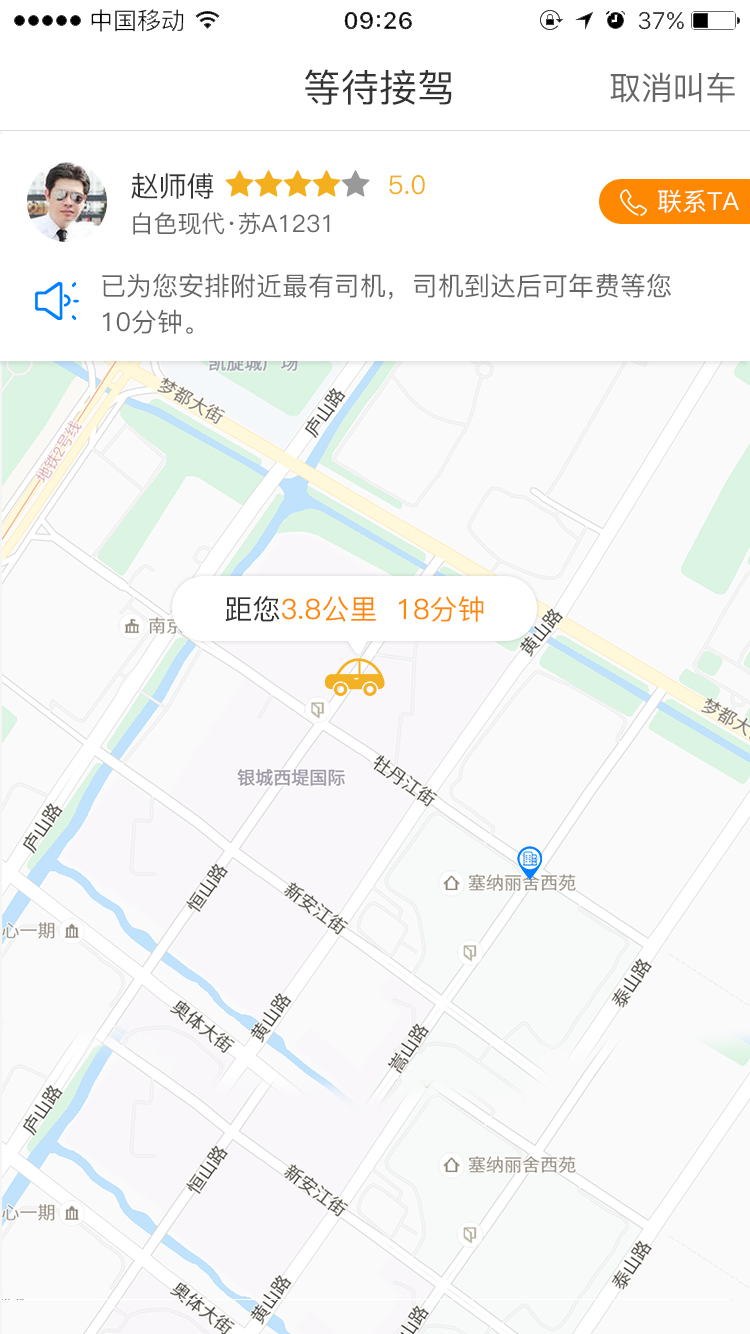 中国移动 09:26 37%
等待接驾 取消叫车
赵师傅 5.0
白色现代·苏A1231
联系TA
已为您安排附近最有司机，司机到达后可年费等您
10分钟。
凯旋城广场
梦都大街
庐山路
地铁2号线
距您3.8公里 18分钟
南京
黄山路
梦都大
牡丹江街
银城西堤国际
庐山路
塞纳丽舍西苑
恒山路
新安江街
心一期
泰山路
奥体大街
黄山路
嵩山路
庐山路
恒山路
塞纳丽舍西苑
新安江街
心一期
泰山路
奥体大街
黄山路
山路